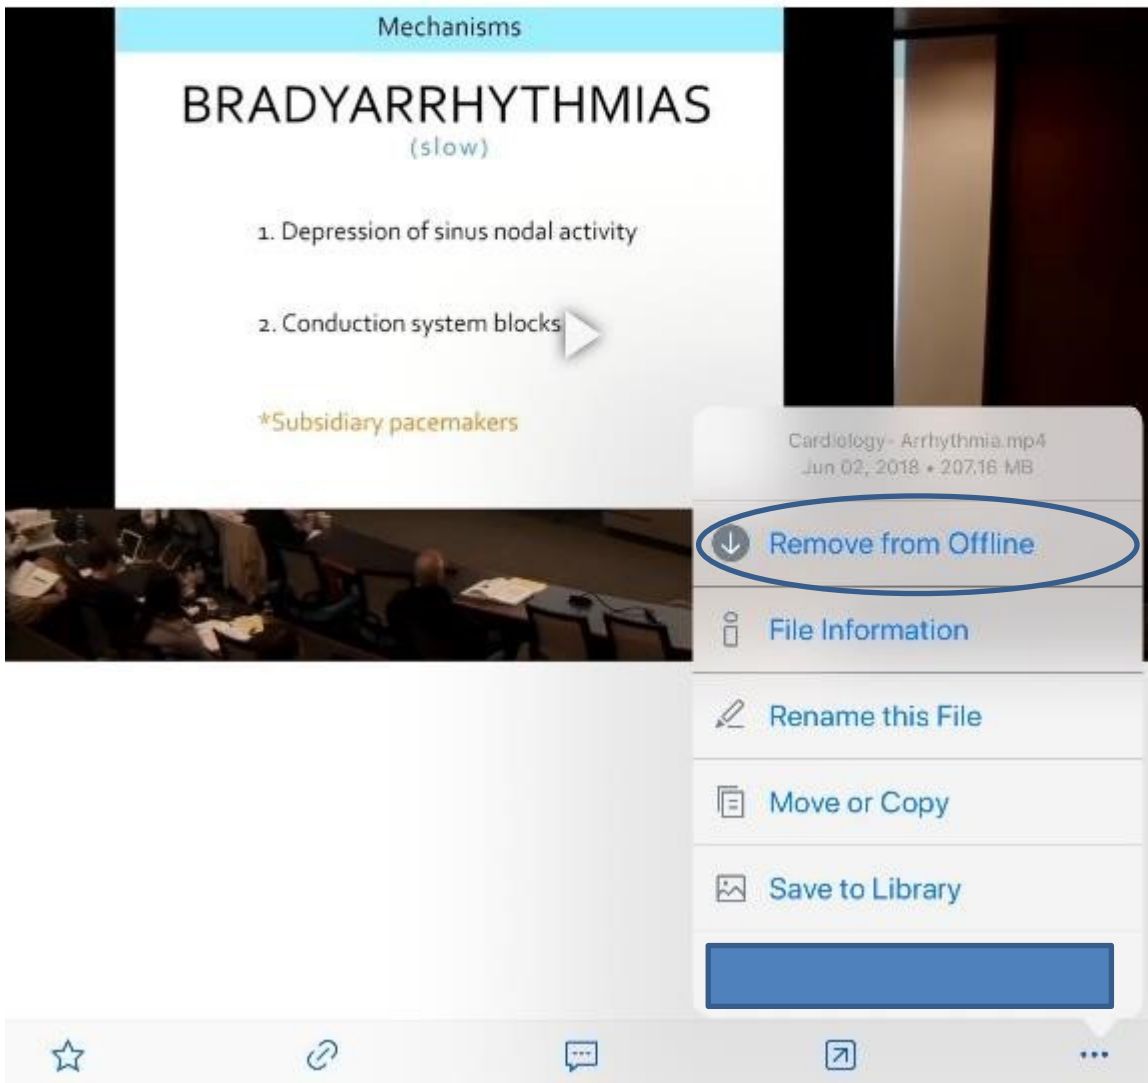 Mechanisms
BRADYARRHYTHMIAS
(slow)
1. Depression of sinus nodal activity
2. Conduction system blocks
*Subsidiary pacemakers
Cardiology- Arrhythmia.mp4
Jun 02, 2018 • 207.16 MB
Remove from Offline
File Information
Rename this File
Move or Copy
Save to Library